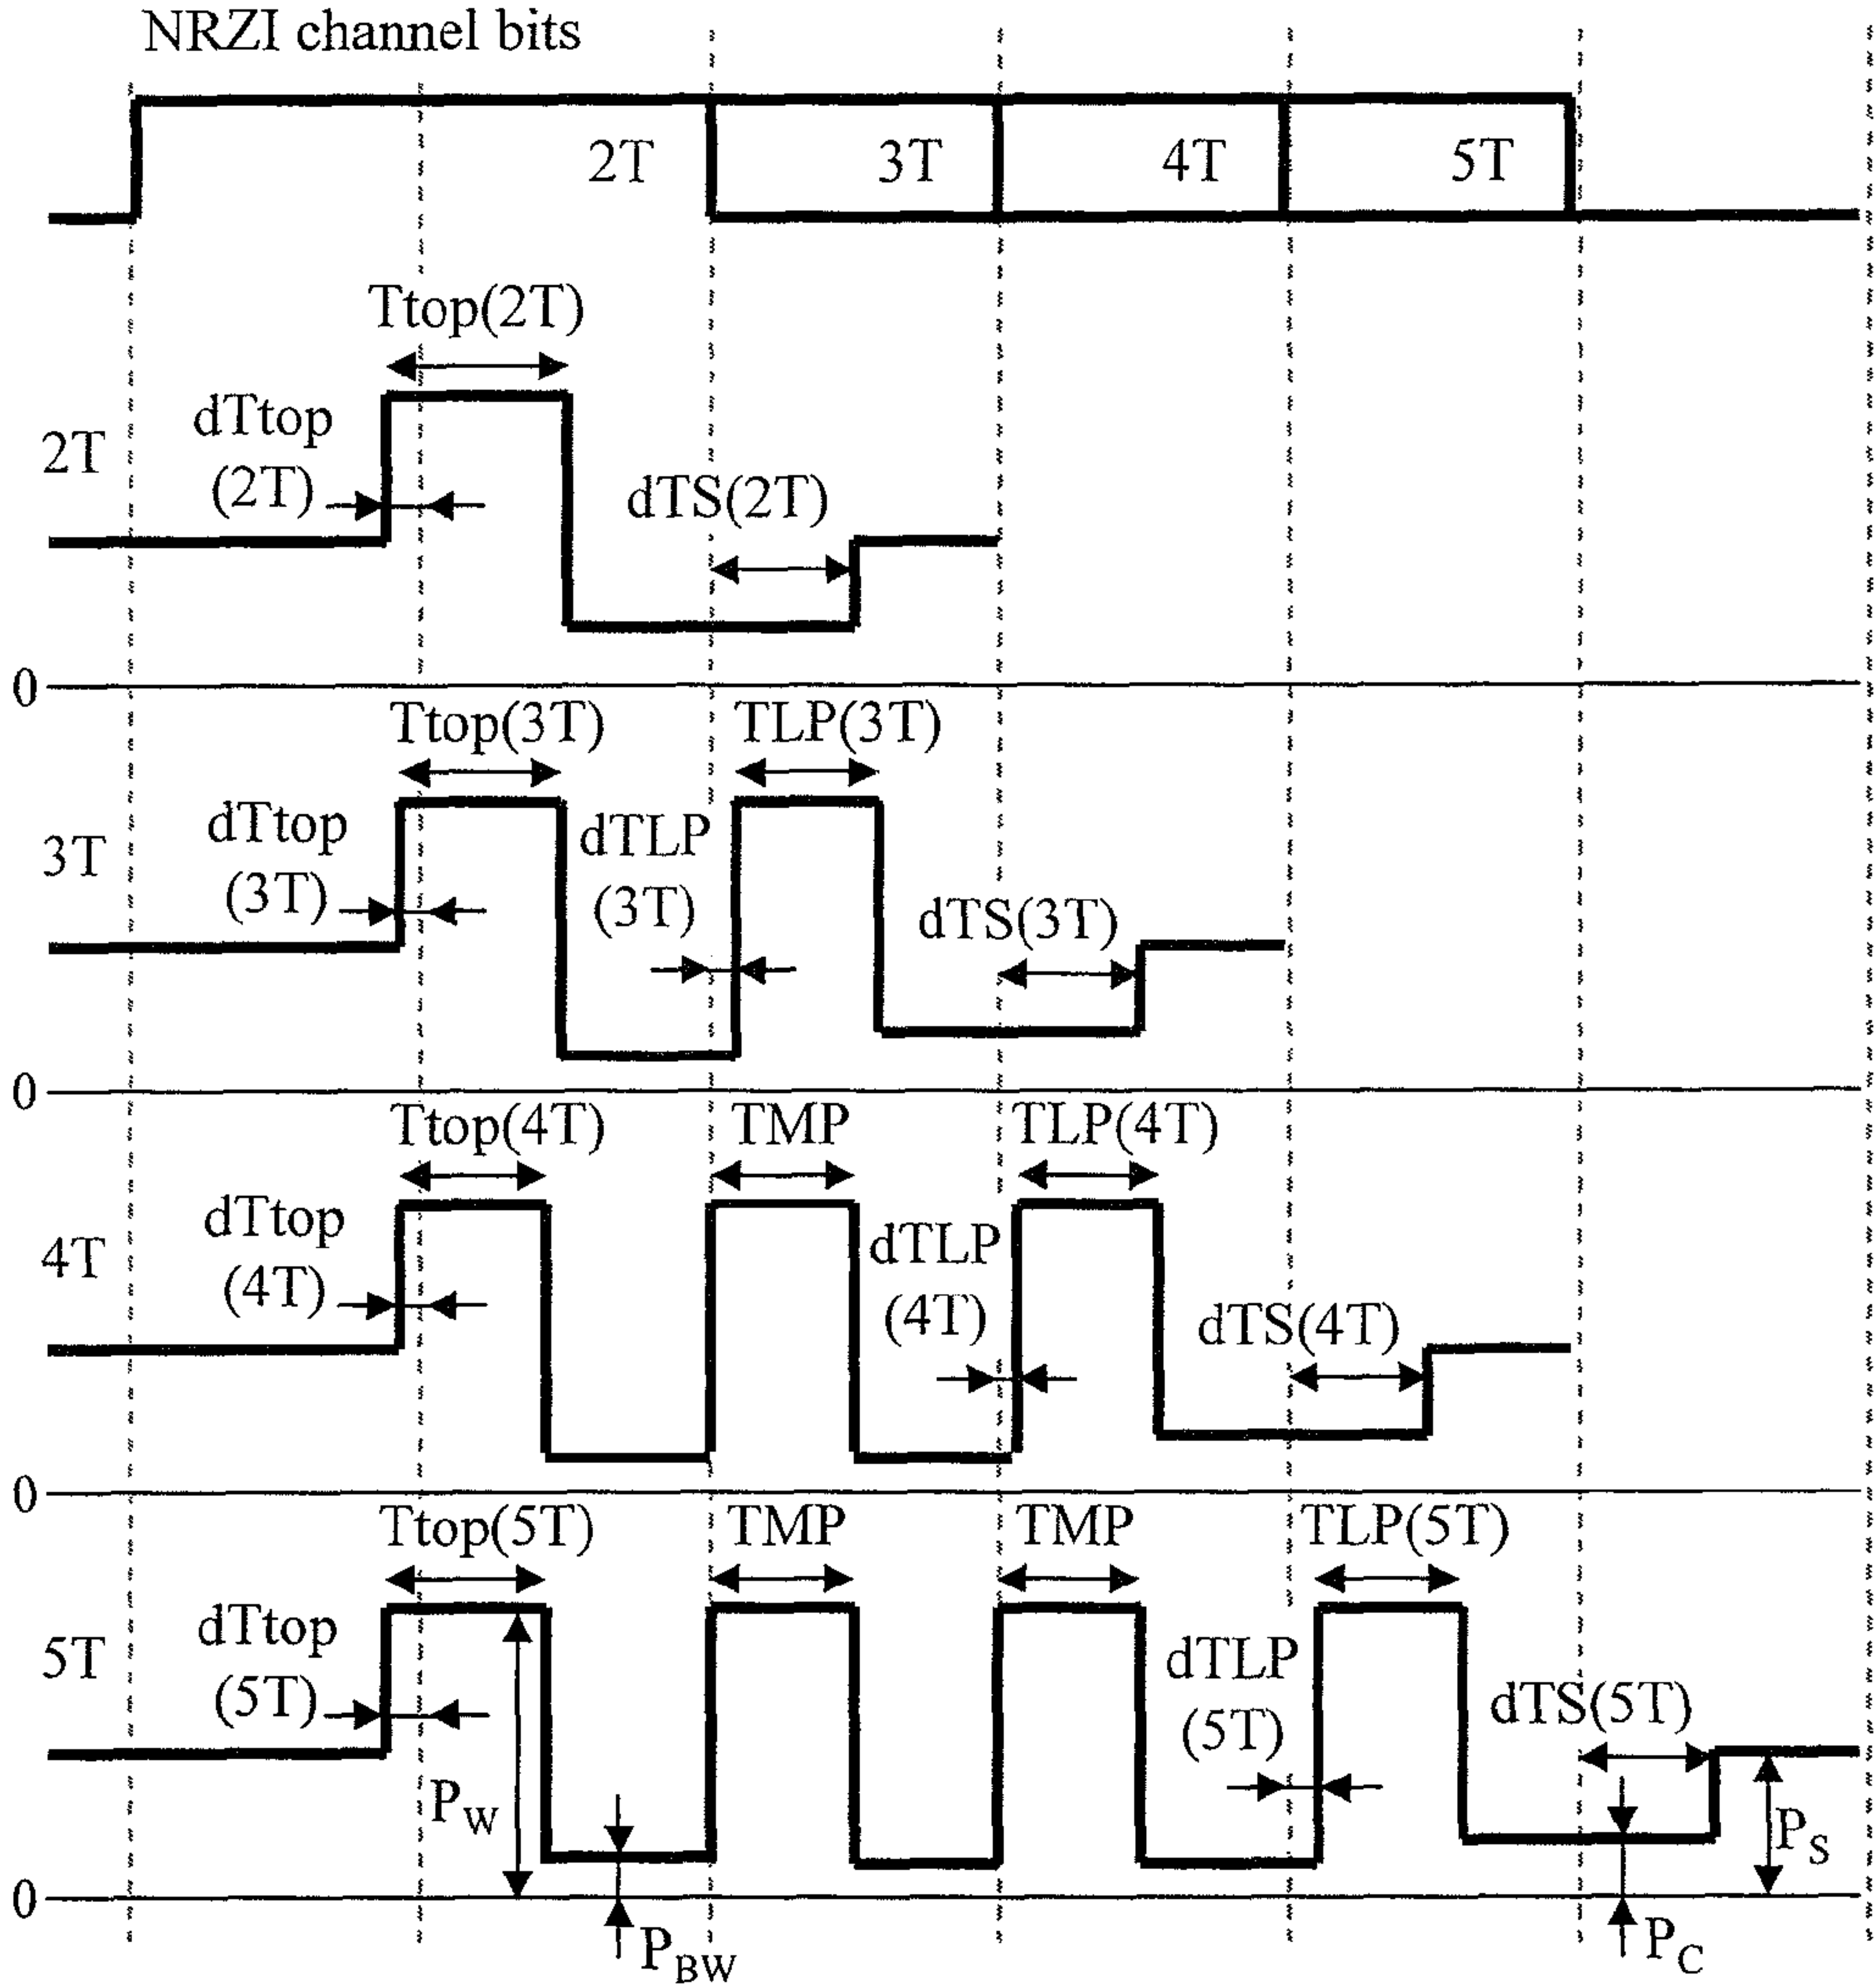 NRZI channel bits
2T 3T 4T 5T
Ttop(2T)
2T
dTtop
(2T)
dTS(2T)
0
Ttop(3T) TLP(3T)
3T
dTtop
(3T)
dTLP
(3T)
dTS(3T)
0
Ttop(4T) TMP TLP(4T)
4T
dTtop
(4T)
dTLP
(4T)
dTS(4T)
0
Ttop(5T) TMP TMP TLP(5T)
5T
dTtop
(5T)
dTLP
(5T)
dTS(5T)
PW
PS
0
PBW
PC